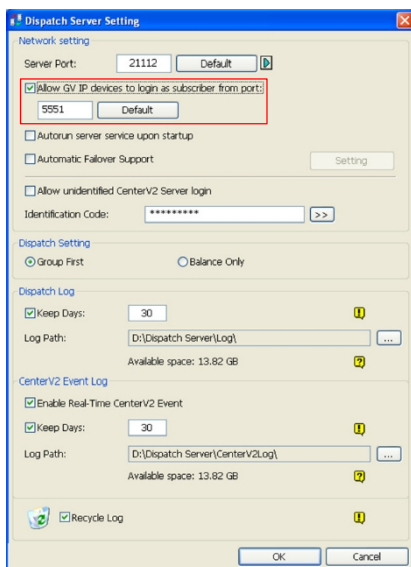 Dispatch Server Setting
Network setting
Server Port: 21112 Default
Allow GV IP devices to login as subscriber from port:
5551 Default
Autorun server service upon startup
Automatic Failover Support Setting
Allow unidentified CenterV2 Server login
Identification Code: ********* >>
Dispatch Setting
Group First Balance Only
Dispatch Log
Keep Days: 30
Log Path: D:\Dispatch Server\Log\ ...
Available space: 13.82 GB
CenterV2 Event Log
Enable Real-Time CenterV2 Event
Keep Days: 30
Log Path: D:\Dispatch Server\CenterV2Log\ ...
Available space: 13.82 GB
Recycle Log
OK Cancel